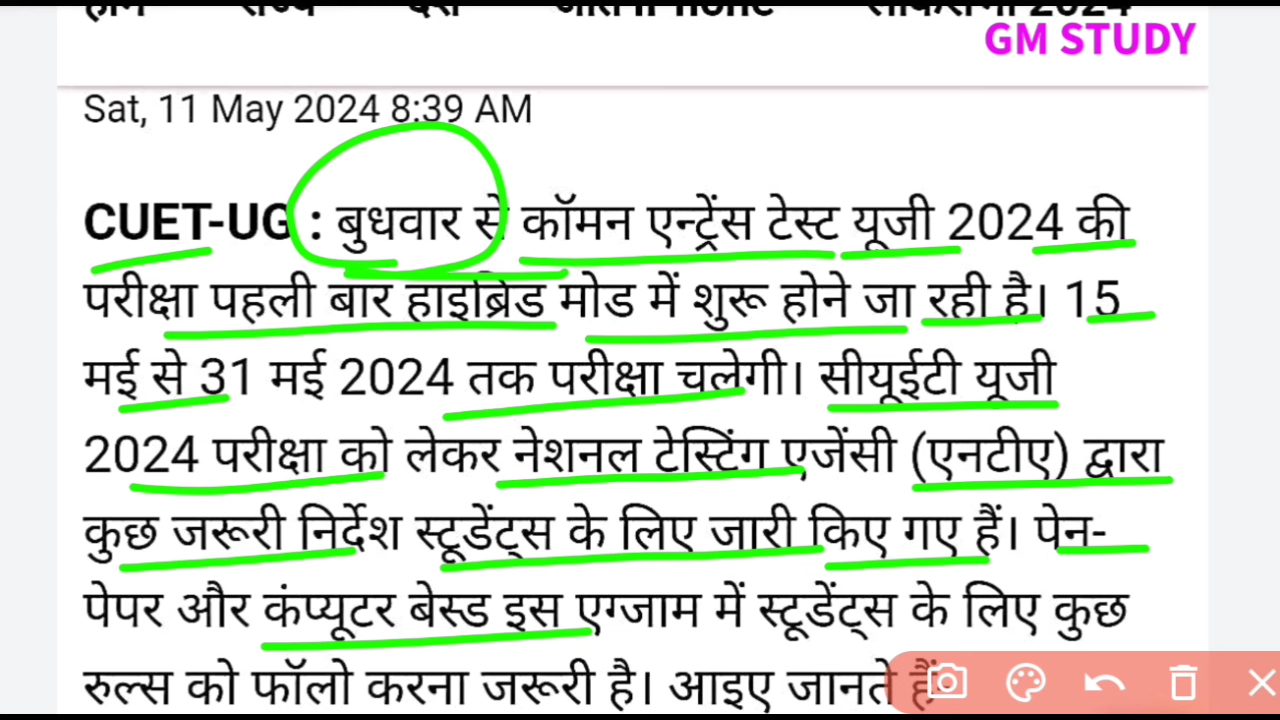 GM STUDY
Sat, 11 May 2024 8:39 AM
CUET-UG : बुधवार से कॉमन एन्ट्रेंस टेस्ट यूजी 2024 की
परीक्षा पहली बार हाइब्रिड मोड में शुरू होने जा रही है। 15
मई से 31 मई 2024 तक परीक्षा चलेगी। सीयूईटी यूजी
2024 परीक्षा को लेकर नेशनल टेस्टिंग एजेंसी (एनटीए) द्वारा
कुछ जरूरी निर्देश स्टूडेंट्स के लिए जारी किए गए हैं। पेन-
पेपर और कंप्यूटर बेस्ड इस एग्जाम में स्टूडेंट्स के लिए कुछ
रुल्स को फॉलो करना जरूरी है। आइए जानते हैं